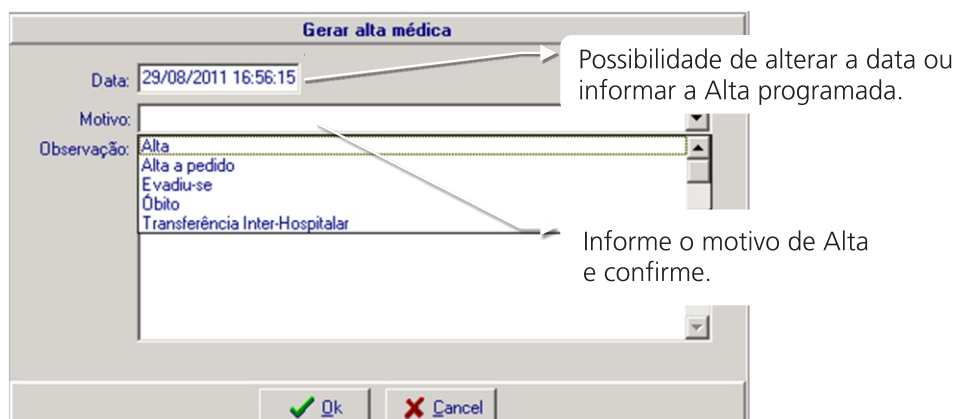 Gerar alta médica
Possibilidade de alterar a data ou
informar a Alta programada.
Data: 29/08/2011 16:56:15
Motivo:
Observação:
Alta
Alta a pedido
Evadiu-se
Óbito
Transferência Inter-Hospitalar
Informe o motivo de Alta
e confirme.
Ok
Cancel